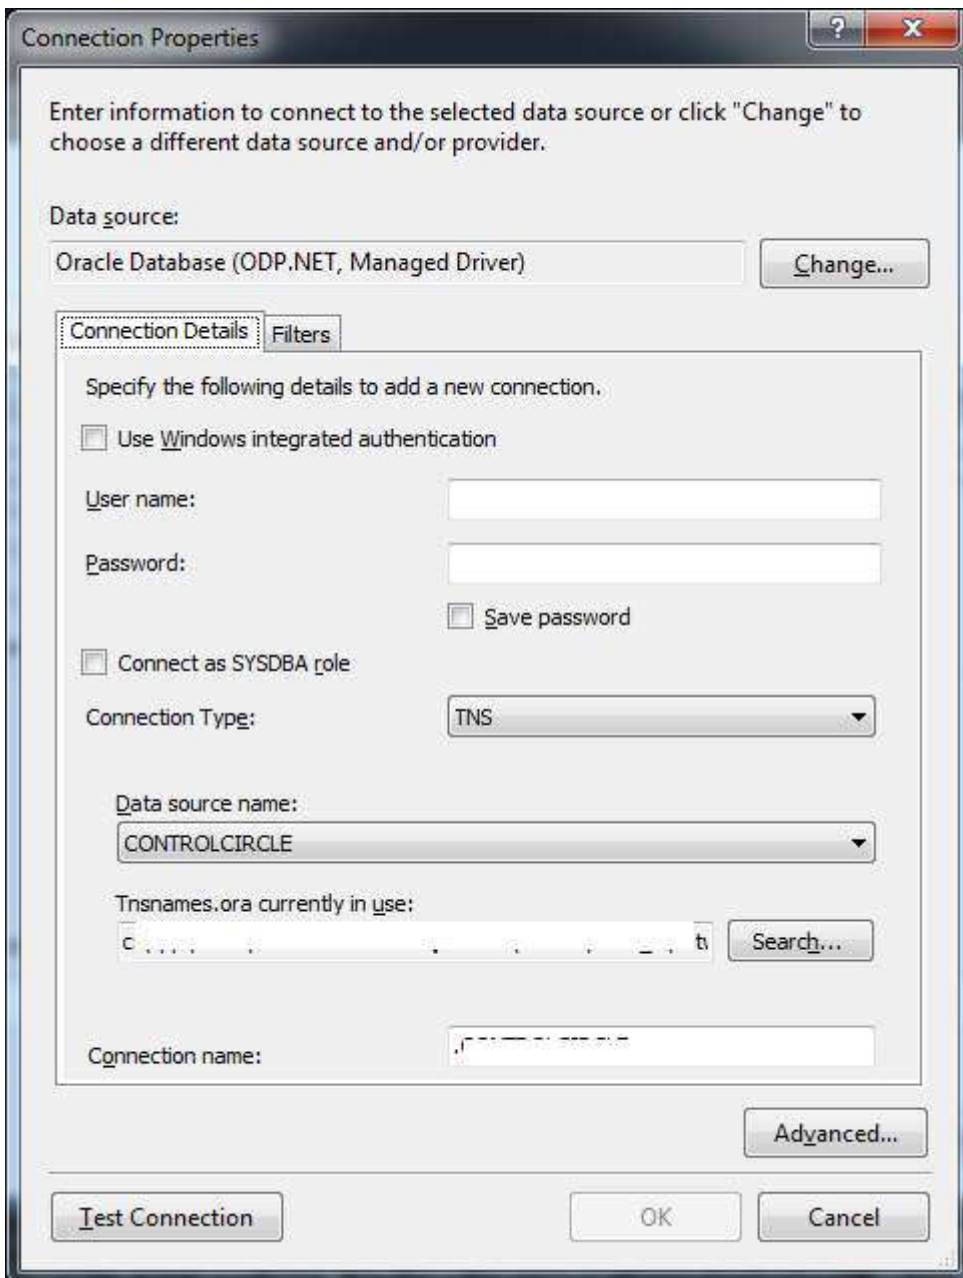 Connection Properties
?
X
Enter information to connect to the selected data source or click "Change" to
choose a different data source and/or provider.
Data source:
Oracle Database (ODP.NET, Managed Driver)
Change...
Connection Details
Filters
Specify the following details to add a new connection.
Use Windows integrated authentication
User name:
Password:
Save password
Connect as SYSDBA role
Connection Type:
TNS
Data source name:
CONTROLCIRCLE
Tnsnames.ora currently in use:
Search...
Connection name:
Advanced...
Test Connection
OK
Cancel